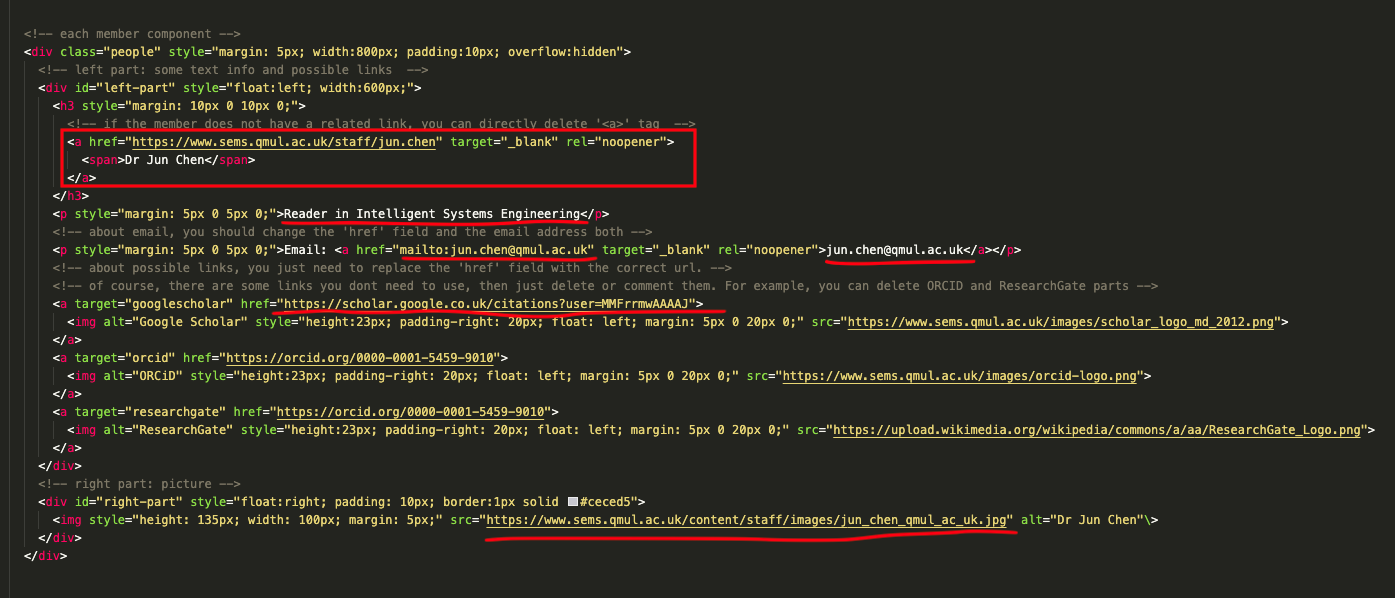 <!-- each member component -->
<div class="people" style="margin: 5px; width:800px; padding:10px; overflow:hidden">
<!-- left part: some text info and possible links  -->
<div id="left-part" style="float:left; width:600px;">
<h3 style="margin: 10px 0 10px 0;">
<!-- if the member does not have a related link, you can directly delete '<a>' tag  -->
<a href="https://www.sems.qmul.ac.uk/staff/jun.chen" target="_blank" rel="noopener">
<span>Dr Jun Chen</span>
</a>
</h3>
<p style="margin: 5px 0 5px 0;">Reader in Intelligent Systems Engineering</p>
<!-- about email, you should change the 'href' field and the email address both -->
<p style="margin: 5px 0 5px 0;">Email: <a href="mailto:jun.chen@qmul.ac.uk" target="_blank" rel="noopener">jun.chen@qmul.ac.uk</a></p>
<!-- about possible links, you just need to replace the 'href' field with the correct url. -->
<!-- of course, there are some links you dont need to use, then just delete or comment them. For example, you can delete ORCID and ResearchGate parts -->
<a target="googlescholar" href="https://scholar.google.co.uk/citations?user=MMFrrmwAAAAJ">
<img alt="Google Scholar" style="height:23px; padding-right: 20px; float: left; margin: 5px 0 20px 0;" src="https://www.sems.qmul.ac.uk/images/scholar_logo_md_2012.png">
</a>
<a target="orcid" href="https://orcid.org/0000-0001-5459-9010">
<img alt="ORCiD" style="height:23px; padding-right: 20px; float: left; margin: 5px 0 20px 0;" src="https://www.sems.qmul.ac.uk/images/orcid-logo.png">
</a>
<a target="researchgate" href="https://orcid.org/0000-0001-5459-9010">
<img alt="ResearchGate" style="height:23px; padding-right: 20px; float: left; margin: 5px 0 20px 0;" src="https://upload.wikimedia.org/wikipedia/commons/a/aa/ResearchGate_Logo.png">
</a>
</div>
<!-- right part: picture -->
<div id="right-part" style="float:right; padding: 10px; border:1px solid #ceced5">
<img style="height: 135px; width: 100px; margin: 5px;" src="https://www.sems.qmul.ac.uk/content/staff/images/jun_chen_qmul_ac_uk.jpg" alt="Dr Jun Chen"\>
</div>
</div>